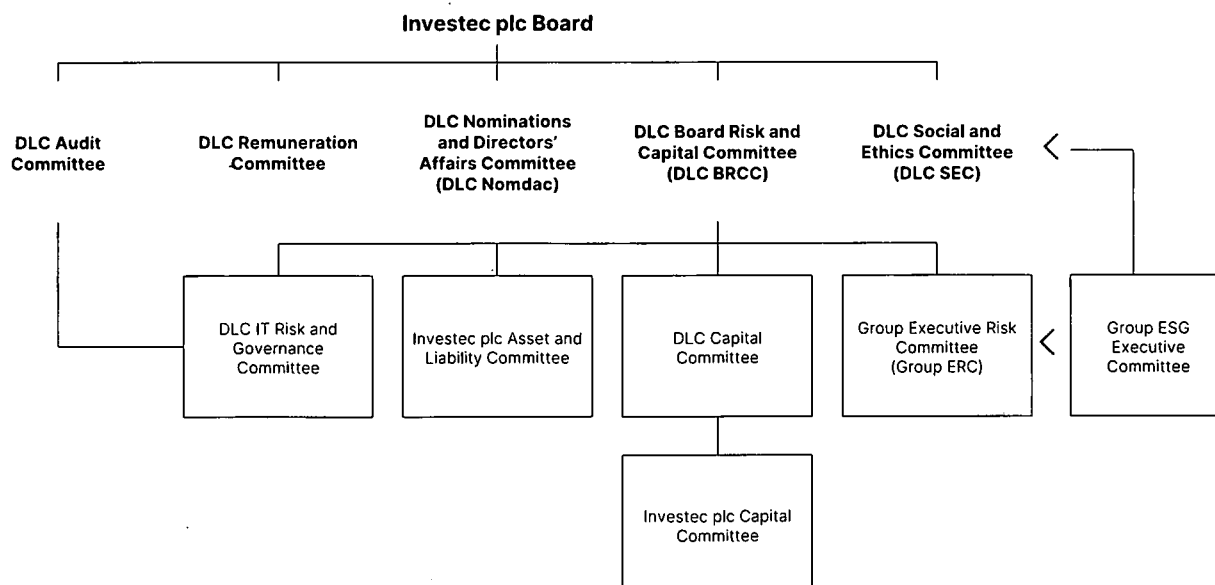 Investec plc Board
DLC Audit
Committee
DLC Remuneration
Committee
DLC Nominations
and Directors'
Affairs Committee
(DLC Nomdac)
DLC Board Risk and
Capital Committee
(DLC BRCC)
DLC Social and
Ethics Committee
(DLC SEC)
DLC IT Risk and
Governance
Committee
Investec plc Asset and
Liability Committee
DLC Capital
Committee
Group Executive Risk
Committee
(Group ERC)
Group ESG
Executive
Committee
Investec plc Capital
Committee